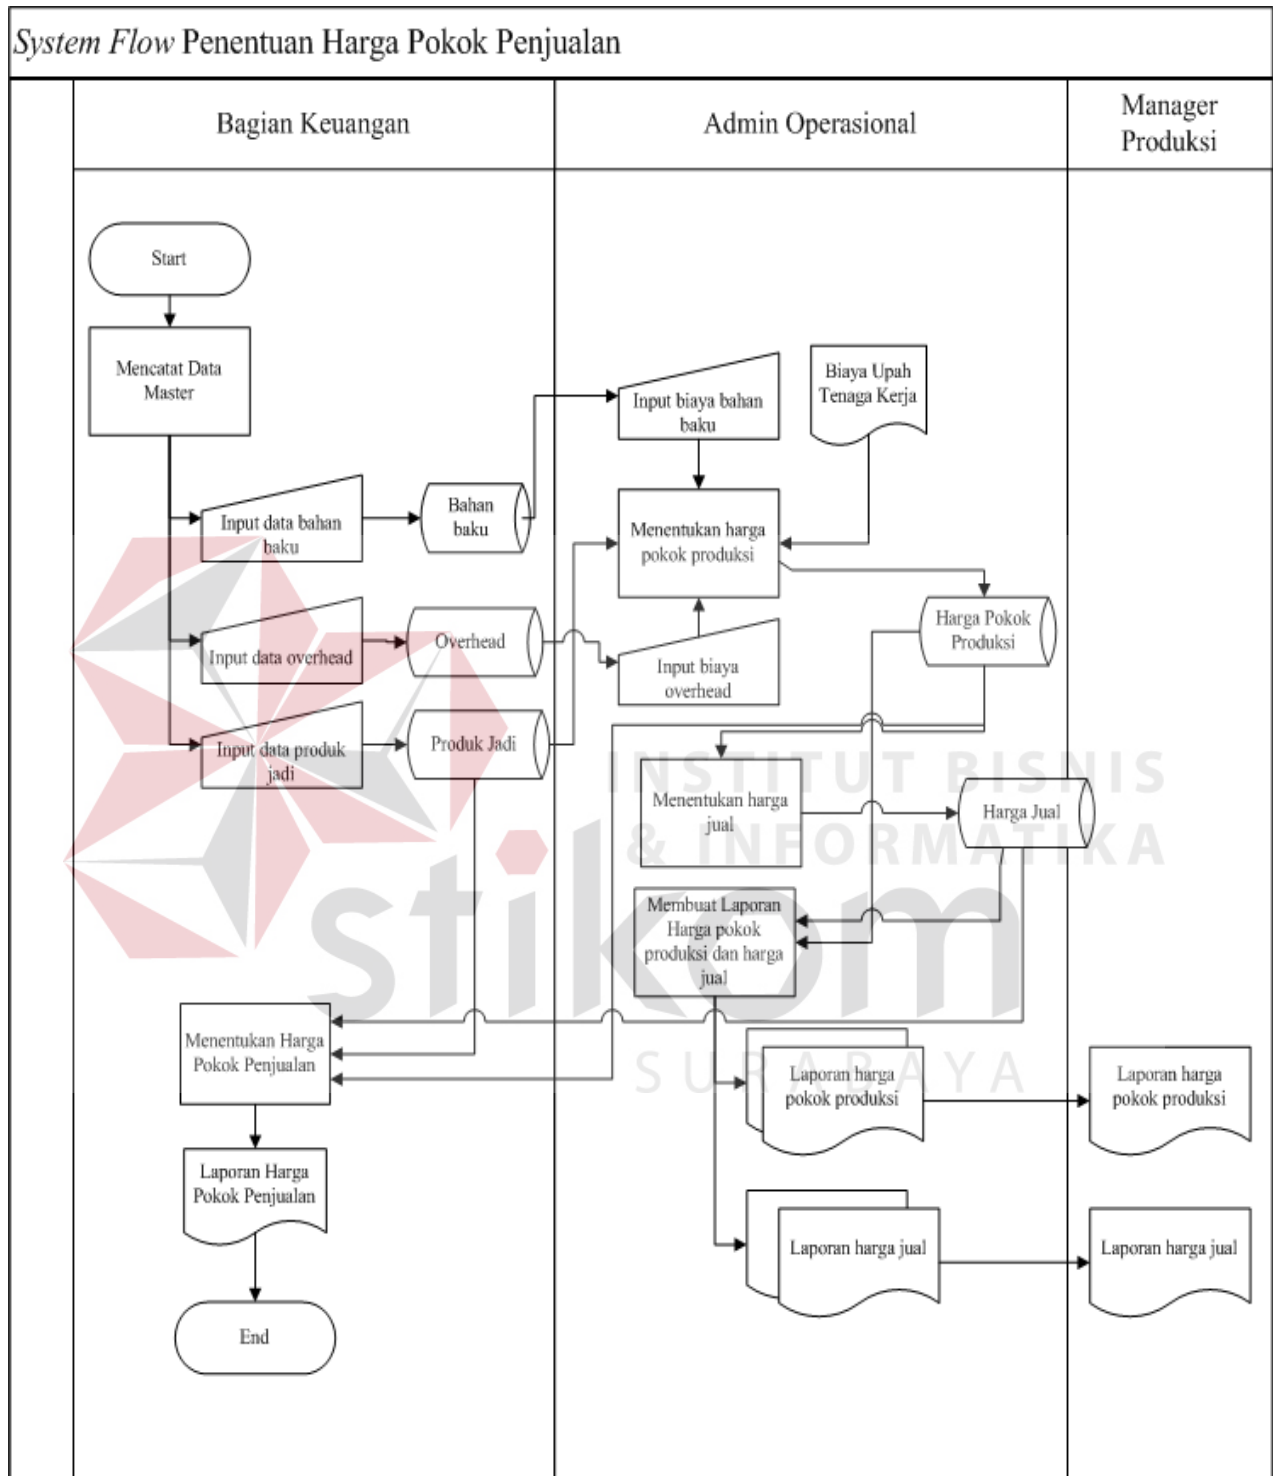 System Flow Penentuan Harga Pokok Penjualan
Bagian Keuangan
Admin Operasional
Manager
Produksi
Start
Mencatat Data
Master
Input data bahan
baku
Bahan
baku
Input biaya bahan
baku
Biaya Upah
Tenaga Kerja
Menentukan harga
pokok produksi
Input data overhead
Overhead
Input biaya
overhead
Harga Pokok
Produksi
Input data produk
jadi
Produk Jadi
Menentukan harga
jual
Harga Jual
Membuat Laporan
Harga pokok
produksi dan harga
jual
Menentukan Harga
Pokok Penjualan
Laporan harga
pokok produksi
Laporan harga
pokok produksi
Laporan Harga
Pokok Penjualan
Laporan harga jual
Laporan harga jual
End
INSTITUT BISNIS
& INFORMATIKA
stikom
SURABAYA